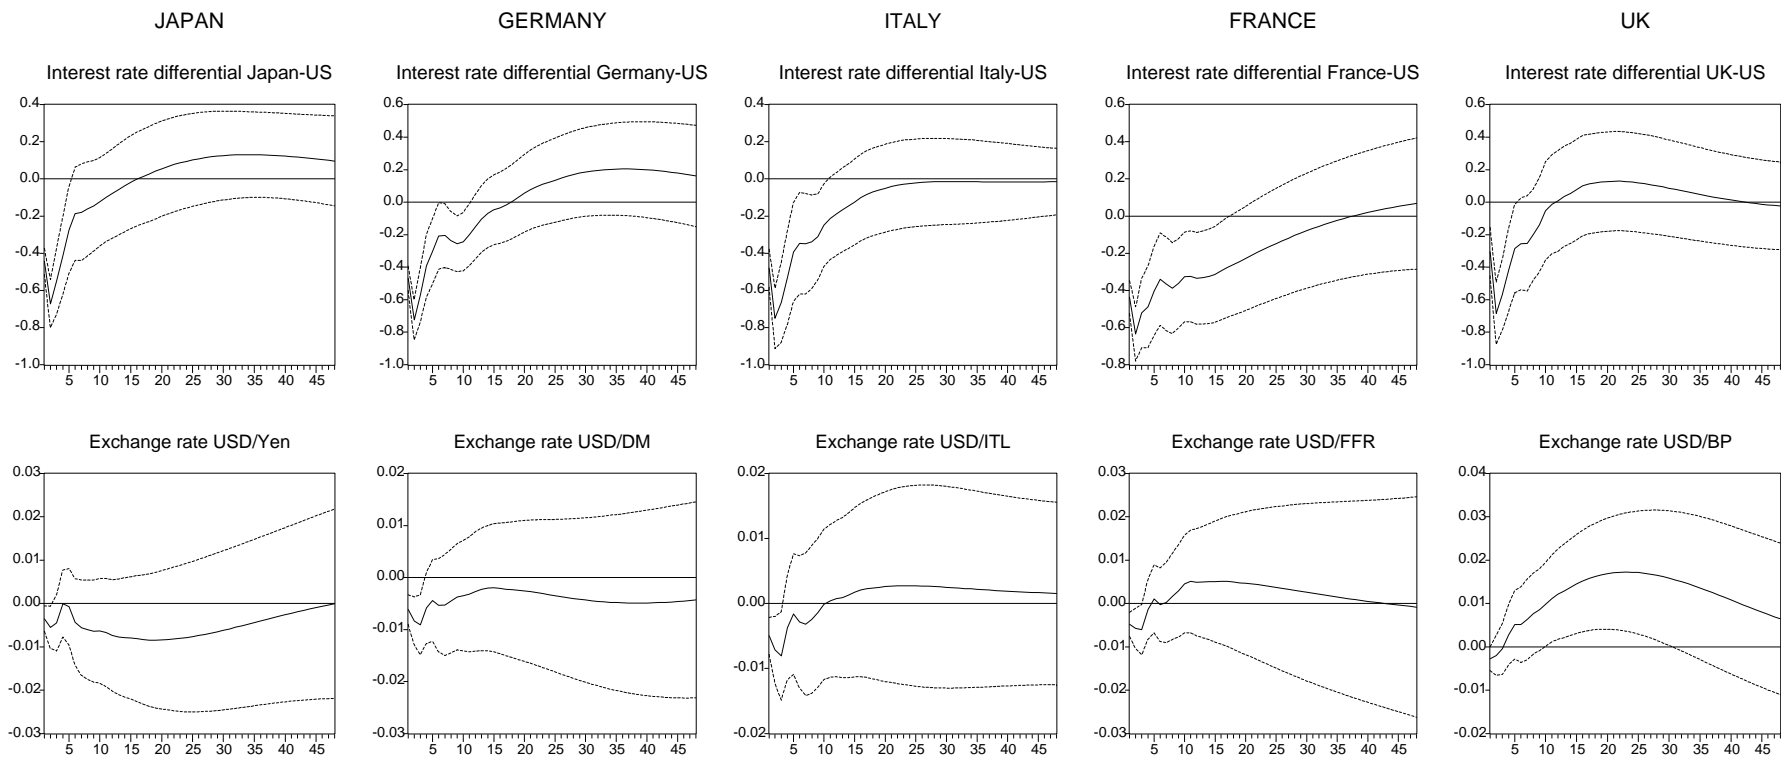 JAPAN GERMANY ITALY FRANCE UK
Interest rate differential Japan-US Interest rate differential Germany-US Interest rate differential Italy-US Interest rate differential France-US Interest rate differential UK-US
0.4 0.6 0.4 0.6 0.6
0.2 0.4 0.2 0.4 0.4
0.0 0.2 0.0 0.2 0.2
-0.2 0.0 -0.2 0.0 0.0
-0.4 -0.2 -0.4 -0.2 -0.2
-0.6 -0.4 -0.6 -0.4 -0.4
-0.8 -0.6 -0.8 -0.6 -0.6
-0.8 -0.8
-1.0 -1.0 -1.0 -0.8 -1.0
5 10 15 20 25 30 35 40 45 5 10 15 20 25 30 35 40 45 5 10 15 20 25 30 35 40 45 5 10 15 20 25 30 35 40 45 5 10 15 20 25 30 35 40 45
Exchange rate USD/Yen Exchange rate USD/DM Exchange rate USD/ITL Exchange rate USD/FFR Exchange rate USD/BP
0.03 0.02 0.02 0.03 0.04
0.02 0.01 0.01 0.02 0.03
0.01 0.00 0.00 0.01 0.02
0.00 -0.01 -0.01 0.00 0.01
-0.01 -0.02 -0.01 0.00
-0.02 -0.02 -0.01
-0.03 -0.03 -0.02 -0.03 -0.02
5 10 15 20 25 30 35 40 45 5 10 15 20 25 30 35 40 45 5 10 15 20 25 30 35 40 45 5 10 15 20 25 30 35 40 45 5 10 15 20 25 30 35 40 45